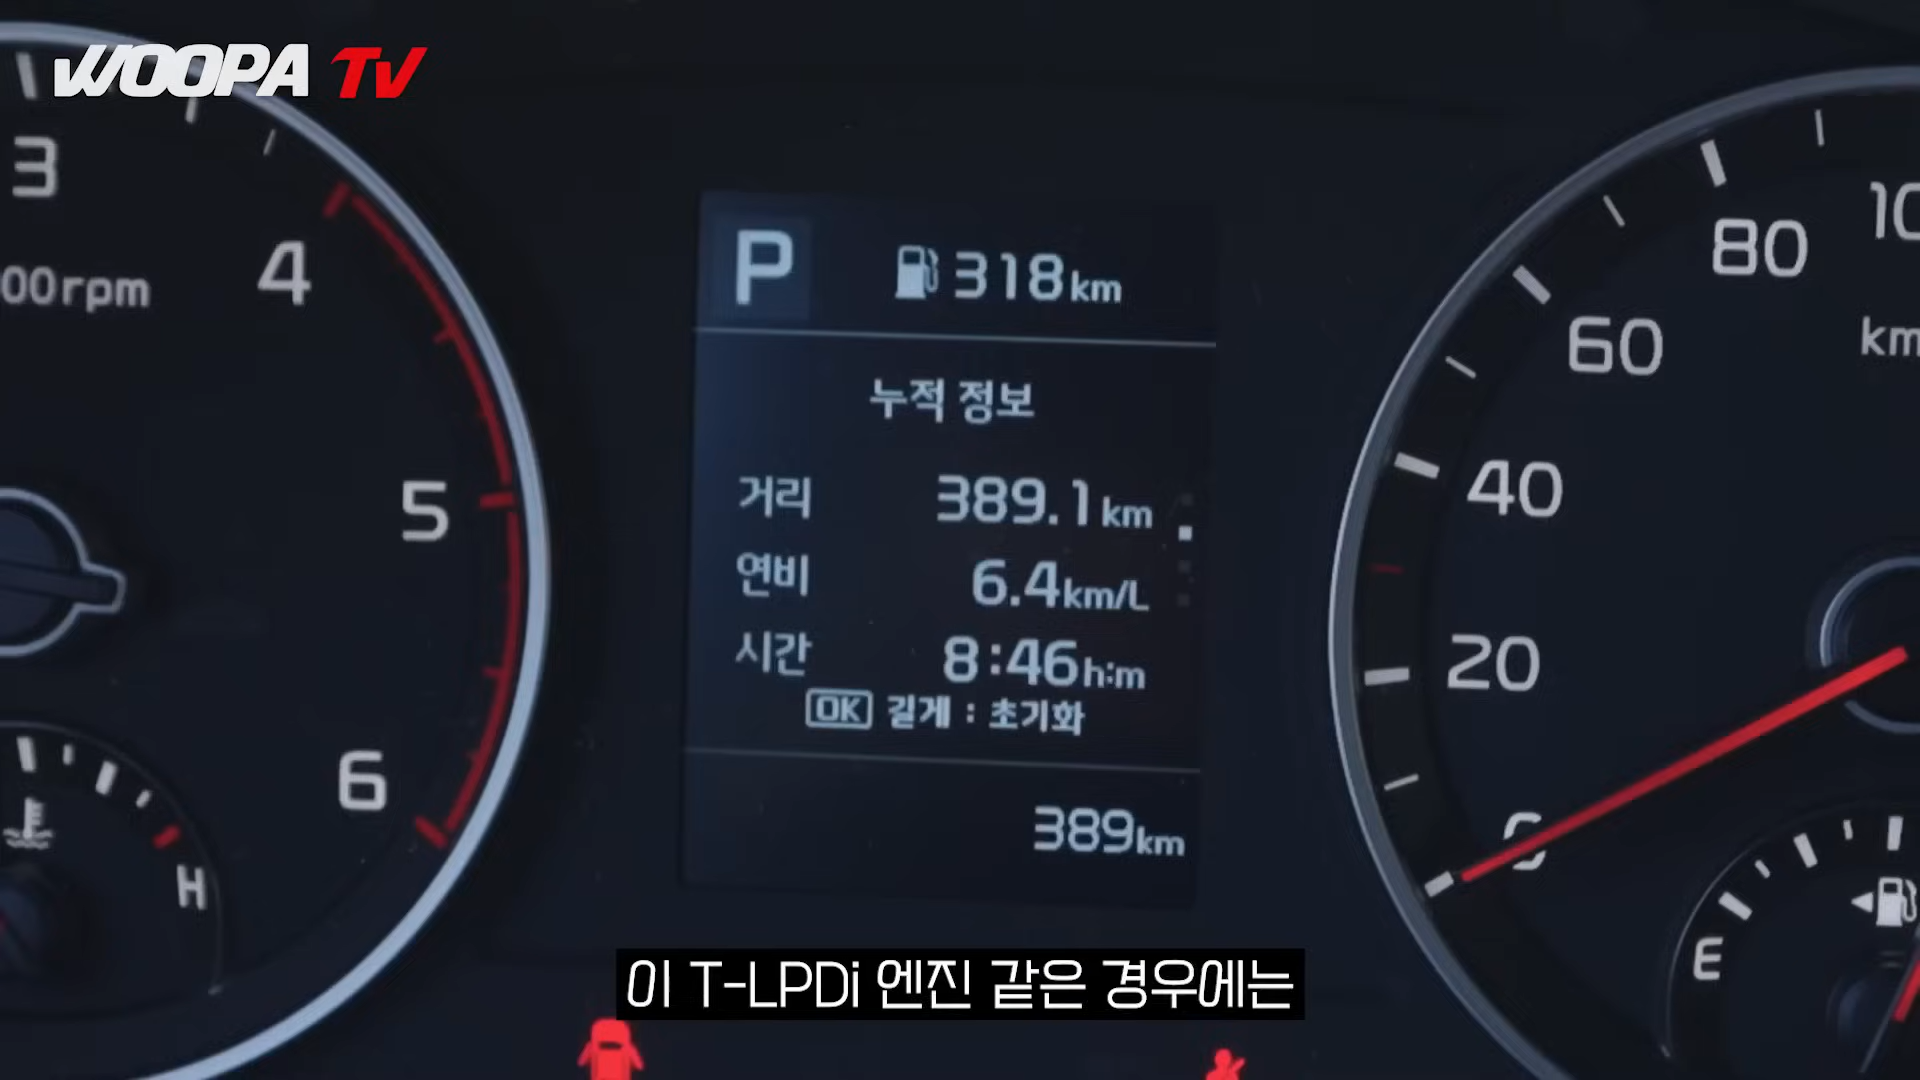 WOOPA TV
3
4
00rpm
5
6
H
P
318km
누적 정보
거리 389.1km
연비 6.4km/L
시간 8:46h:m
OK 길게 : 초기화
389km
10
80
km
60
40
20
0
E
이 T-LPDi 엔진 같은 경우에는